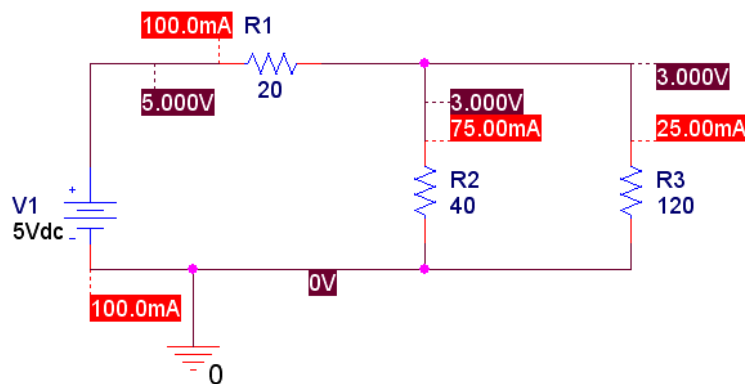 100.0mA
R1
20
5.000V
3.000V
3.000V
75.00mA
25.00mA
V1
5Vdc
+
-
R2
40
R3
120
0V
100.0mA
0